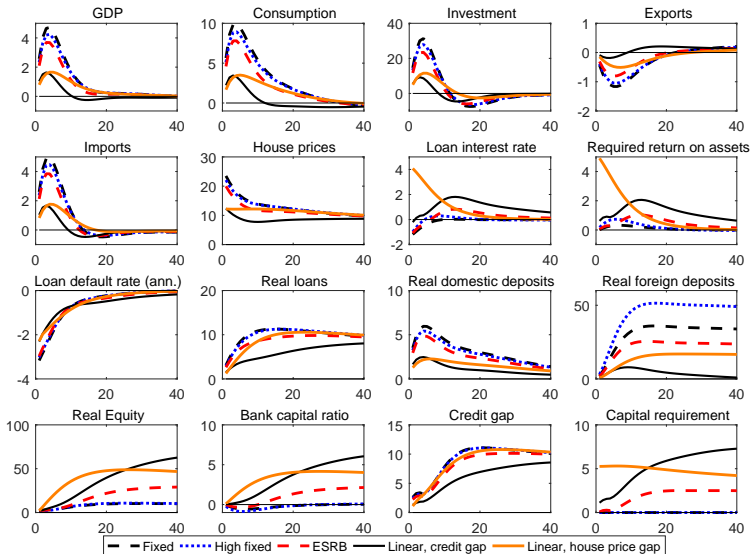 GDP Consumption Investment Exports
4 2 0
0 20 40
10 5 0
0 20 40
40 20 0
0 20 40
1 0 -1 -2
0 20 40
Imports House prices Loan interest rate Required return on assets
4 2 0
0 20 40
30 20 10 0
0 20 40
4 2 0 -2
0 20 40
4 2 0
0 20 40
Loan default rate (ann.) Real loans Real domestic deposits Real foreign deposits
0 -2 -4
0 20 40
20 10 0
0 20 40
10 5 0
0 20 40
50 0
0 20 40
Real Equity Bank capital ratio Credit gap Capital requirement
100 50 0
0 20 40
10 5 0
0 20 40
15 10 5 0
0 20 40
10 5 0
0 20 40
Fixed High fixed ESRB Linear, credit gap Linear, house price gap